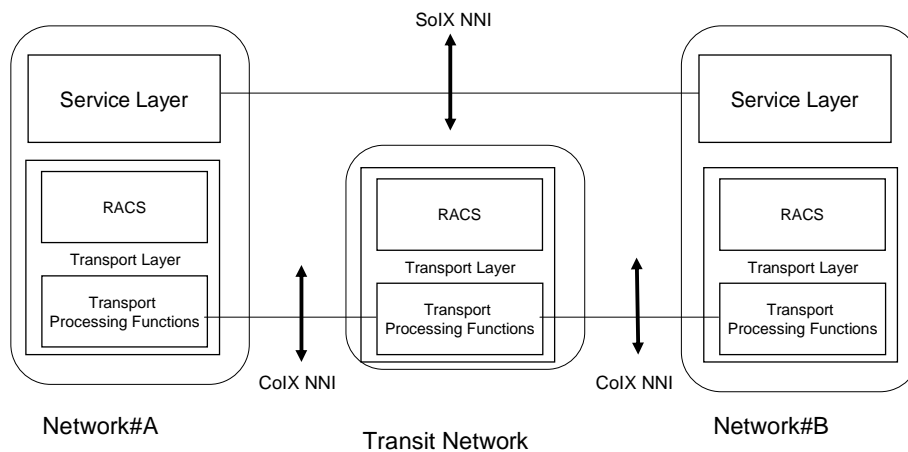 SoIX NNI
Service Layer
Service Layer
RACS
Transport Layer
Transport
Processing Functions
RACS
Transport Layer
Transport
Processing Functions
RACS
Transport Layer
Transport
Processing Functions
CoIX NNI
CoIX NNI
Network#A
Transit Network
Network#B